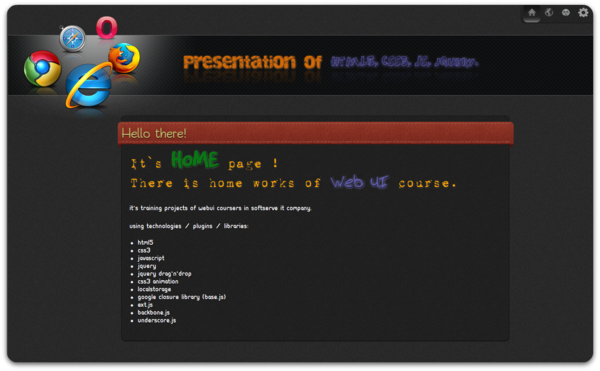 Presentation of HTML5, CSS3, JS, jQuery.
Hello there!
It`s HOME page !
There is home works of Web UI course.
it's training projects of webui coursers in softserve it company.
using technologies / plugins / libraries:
html5
css3
javascript
jquery
jquery drag'n'drop
css3 animation
localstorage
google closure library (base.js)
ext.js
backbone.js
underscore.js